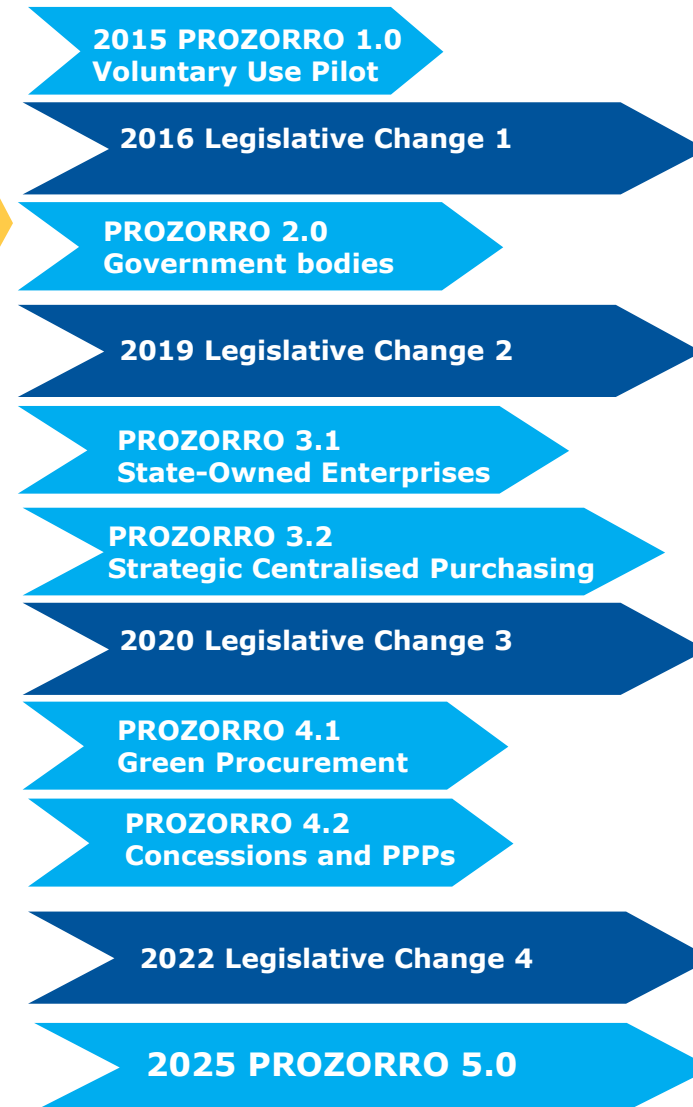 2015 PROZORRO 1.0
Voluntary Use Pilot
2016 Legislative Change 1
PROZORRO 2.0
Government bodies
2019 Legislative Change 2
PROZORRO 3.1
State-Owned Enterprises
PROZORRO 3.2
Strategic Centralised Purchasing
2020 Legislative Change 3
PROZORRO 4.1
Green Procurement
PROZORRO 4.2
Concessions and PPPs
2022 Legislative Change 4
2025 PROZORRO 5.0